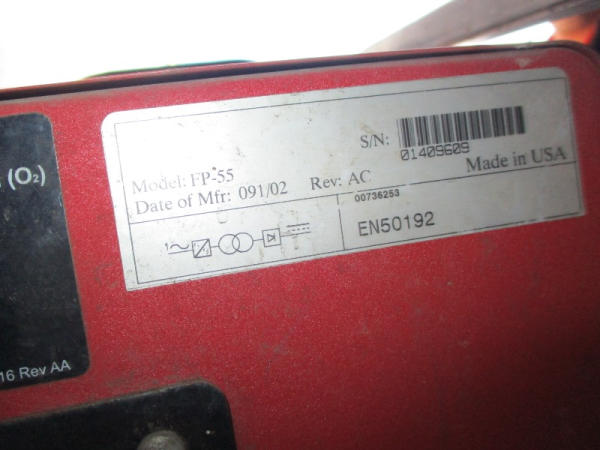 (O₂)
16 Rev AA
S/N:
01409609
Model: FP-55
Made in USA
Date of Mfr: 091/02 Rev: AC
00736253
1~
EN50192